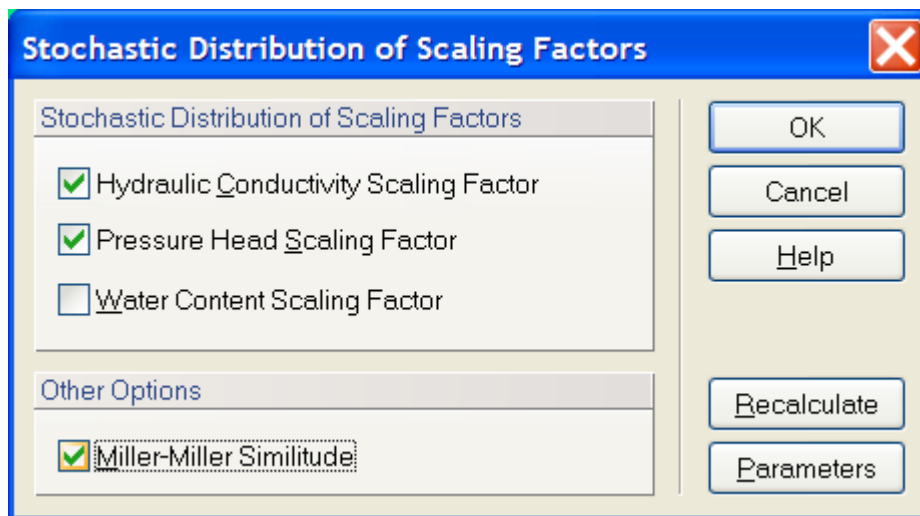 Stochastic Distribution of Scaling Factors
Stochastic Distribution of Scaling Factors
Hydraulic Conductivity Scaling Factor
Pressure Head Scaling Factor
Water Content Scaling Factor
Other Options
Miller-Miller Similitude
OK
Cancel
Help
Recalculate
Parameters